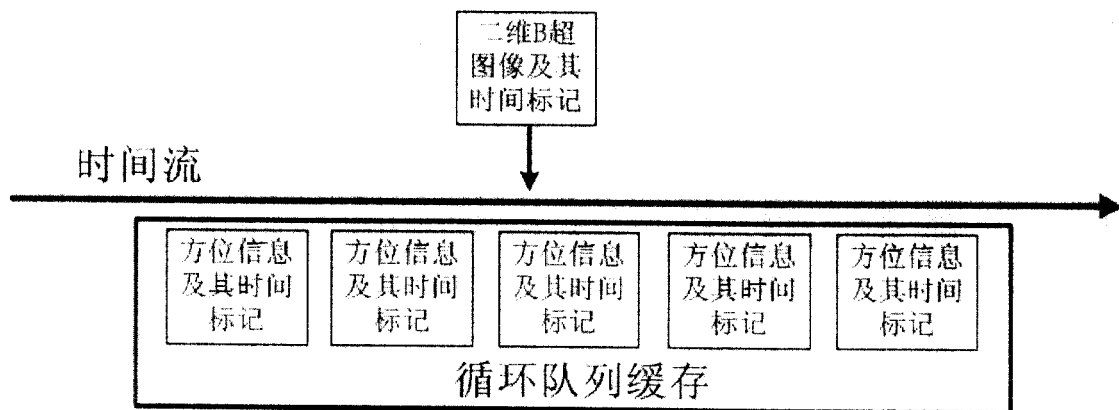 二维B超
图像及其
时间标记
时间流
方位信息
及其时间
标记
方位信息
及其时间
标记
方位信息
及其时间
标记
方位信息
及其时间
标记
方位信息
及其时间
标记
循环队列缓存